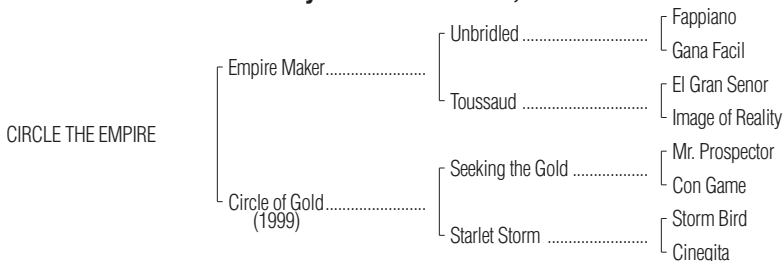 Fappiano
Unbridled
Gana Facil
Empire Maker
El Gran Senor
Toussaud
Image of Reality
CIRCLE THE EMPIRE
Mr. Prospector
Seeking the Gold
Con Game
Circle of Gold
(1999)
Storm Bird
Starlet Storm
Cinegita